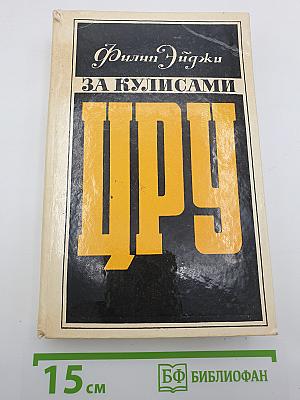 Филип Эйджи
ЗА КУЛИСАМИ
ЦРУ
15 см
БФ БИБЛИОФАН